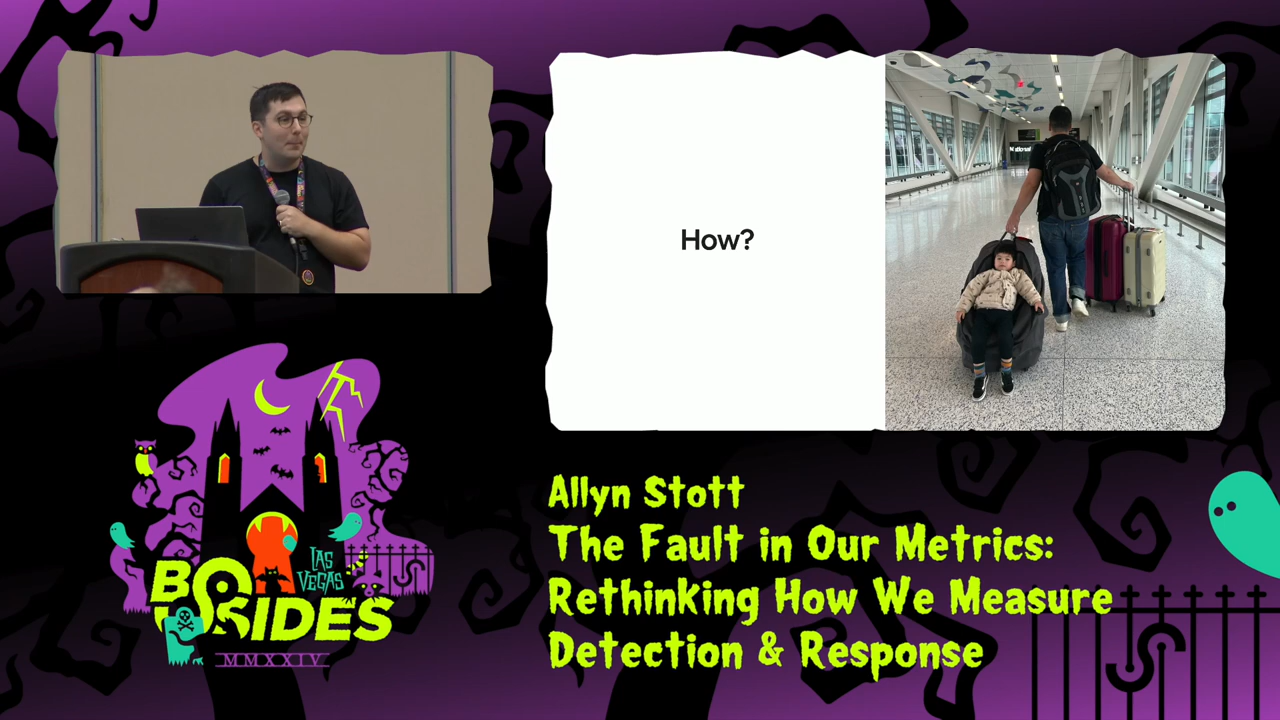 How?
Allyn Stott
The Fault in Our Metrics:
Rethinking How We Measure
Detection & Response
LAS
VEGAS
BSIDES
MMXXIV